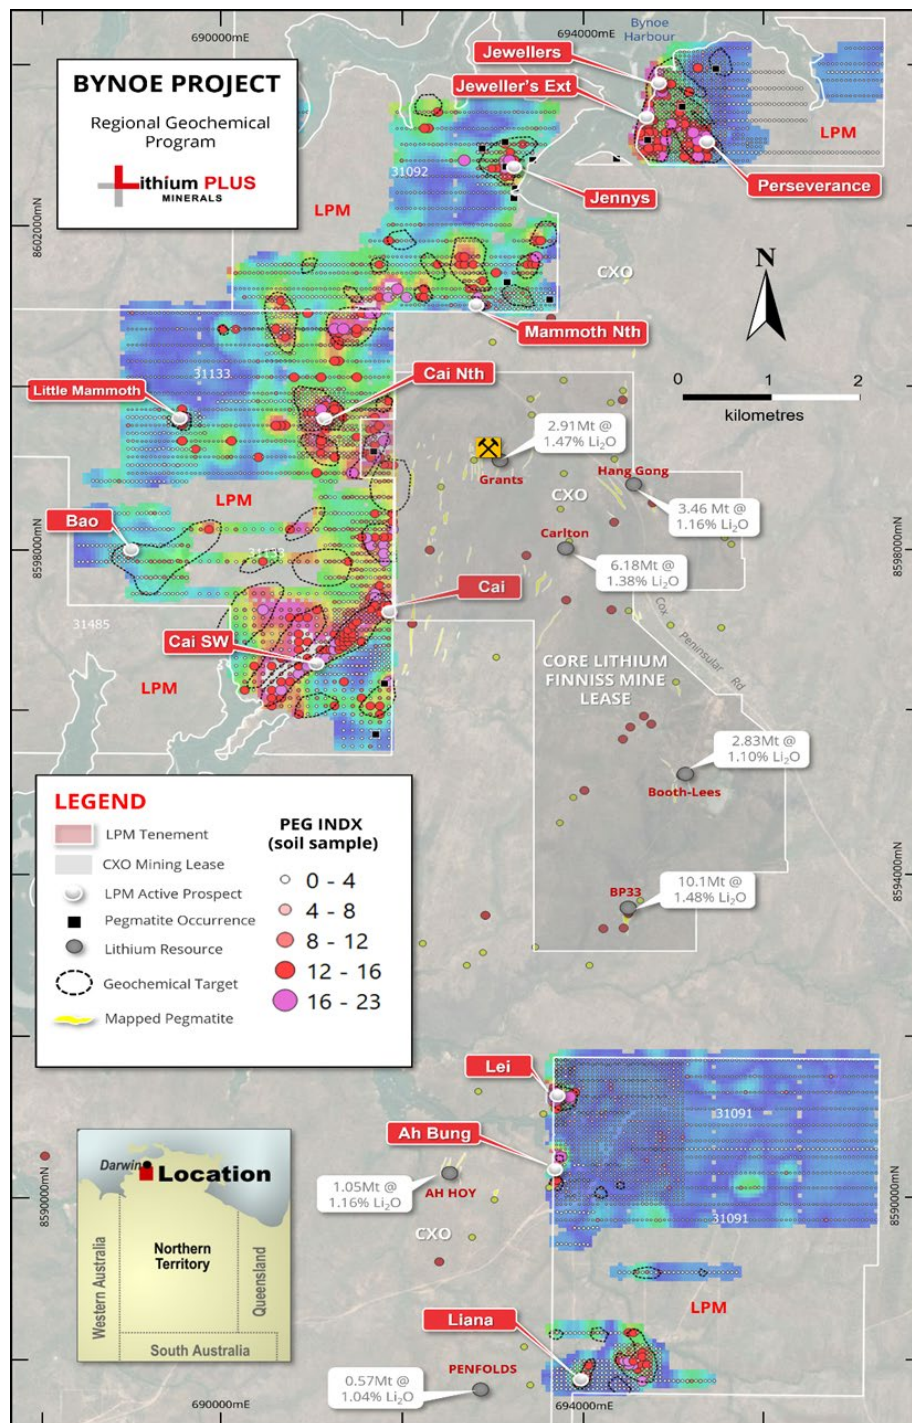 690000mE
694000mE
Bynoe
Harbour
BYNOE PROJECT
Regional Geochemical
Program
Lithium PLUS
MINERALS
Jewellers
Jeweller's Ext
LPM
Perseverance
31092
Jennys
LPM
8602000mN
CXO
N
Mammoth Nth
31133
Little Mammoth
Cai Nth
0 1 2
kilometres
2.91Mt @
1.47% Li₂O
Grants
Hang Gong
CXO
3.46 Mt @
1.16% Li₂O
LPM
Bao
Carlton
8598000mN
8598000mN
31133
6.18Mt @
1.38% Li₂O
Cai
31485
Cai SW
Cox Peninsular Rd
LPM
CORE LITHIUM
FINNISS MINE
LEASE
2.83Mt @
1.10% Li₂O
Booth-Lees
LEGEND
LPM Tenement
CXO Mining Lease
LPM Active Prospect
Pegmatite Occurrence
Lithium Resource
Geochemical Target
Mapped Pegmatite
PEG INDX
(soil sample)
0 - 4
4 - 8
8 - 12
12 - 16
16 - 23
8594000mN
BP33
10.1Mt @
1.48% Li₂O
Lei
31091
Ah Bung
Darwin
Location
Northern
Territory
Western Australia
Queensland
South Australia
8590000mN
8590000mN
1.05Mt @
1.16% Li₂O
AH HOY
CXO
31091
LPM
Liana
PENFOLDS
0.57Mt @
1.04% Li₂O
690000mE
694000mE